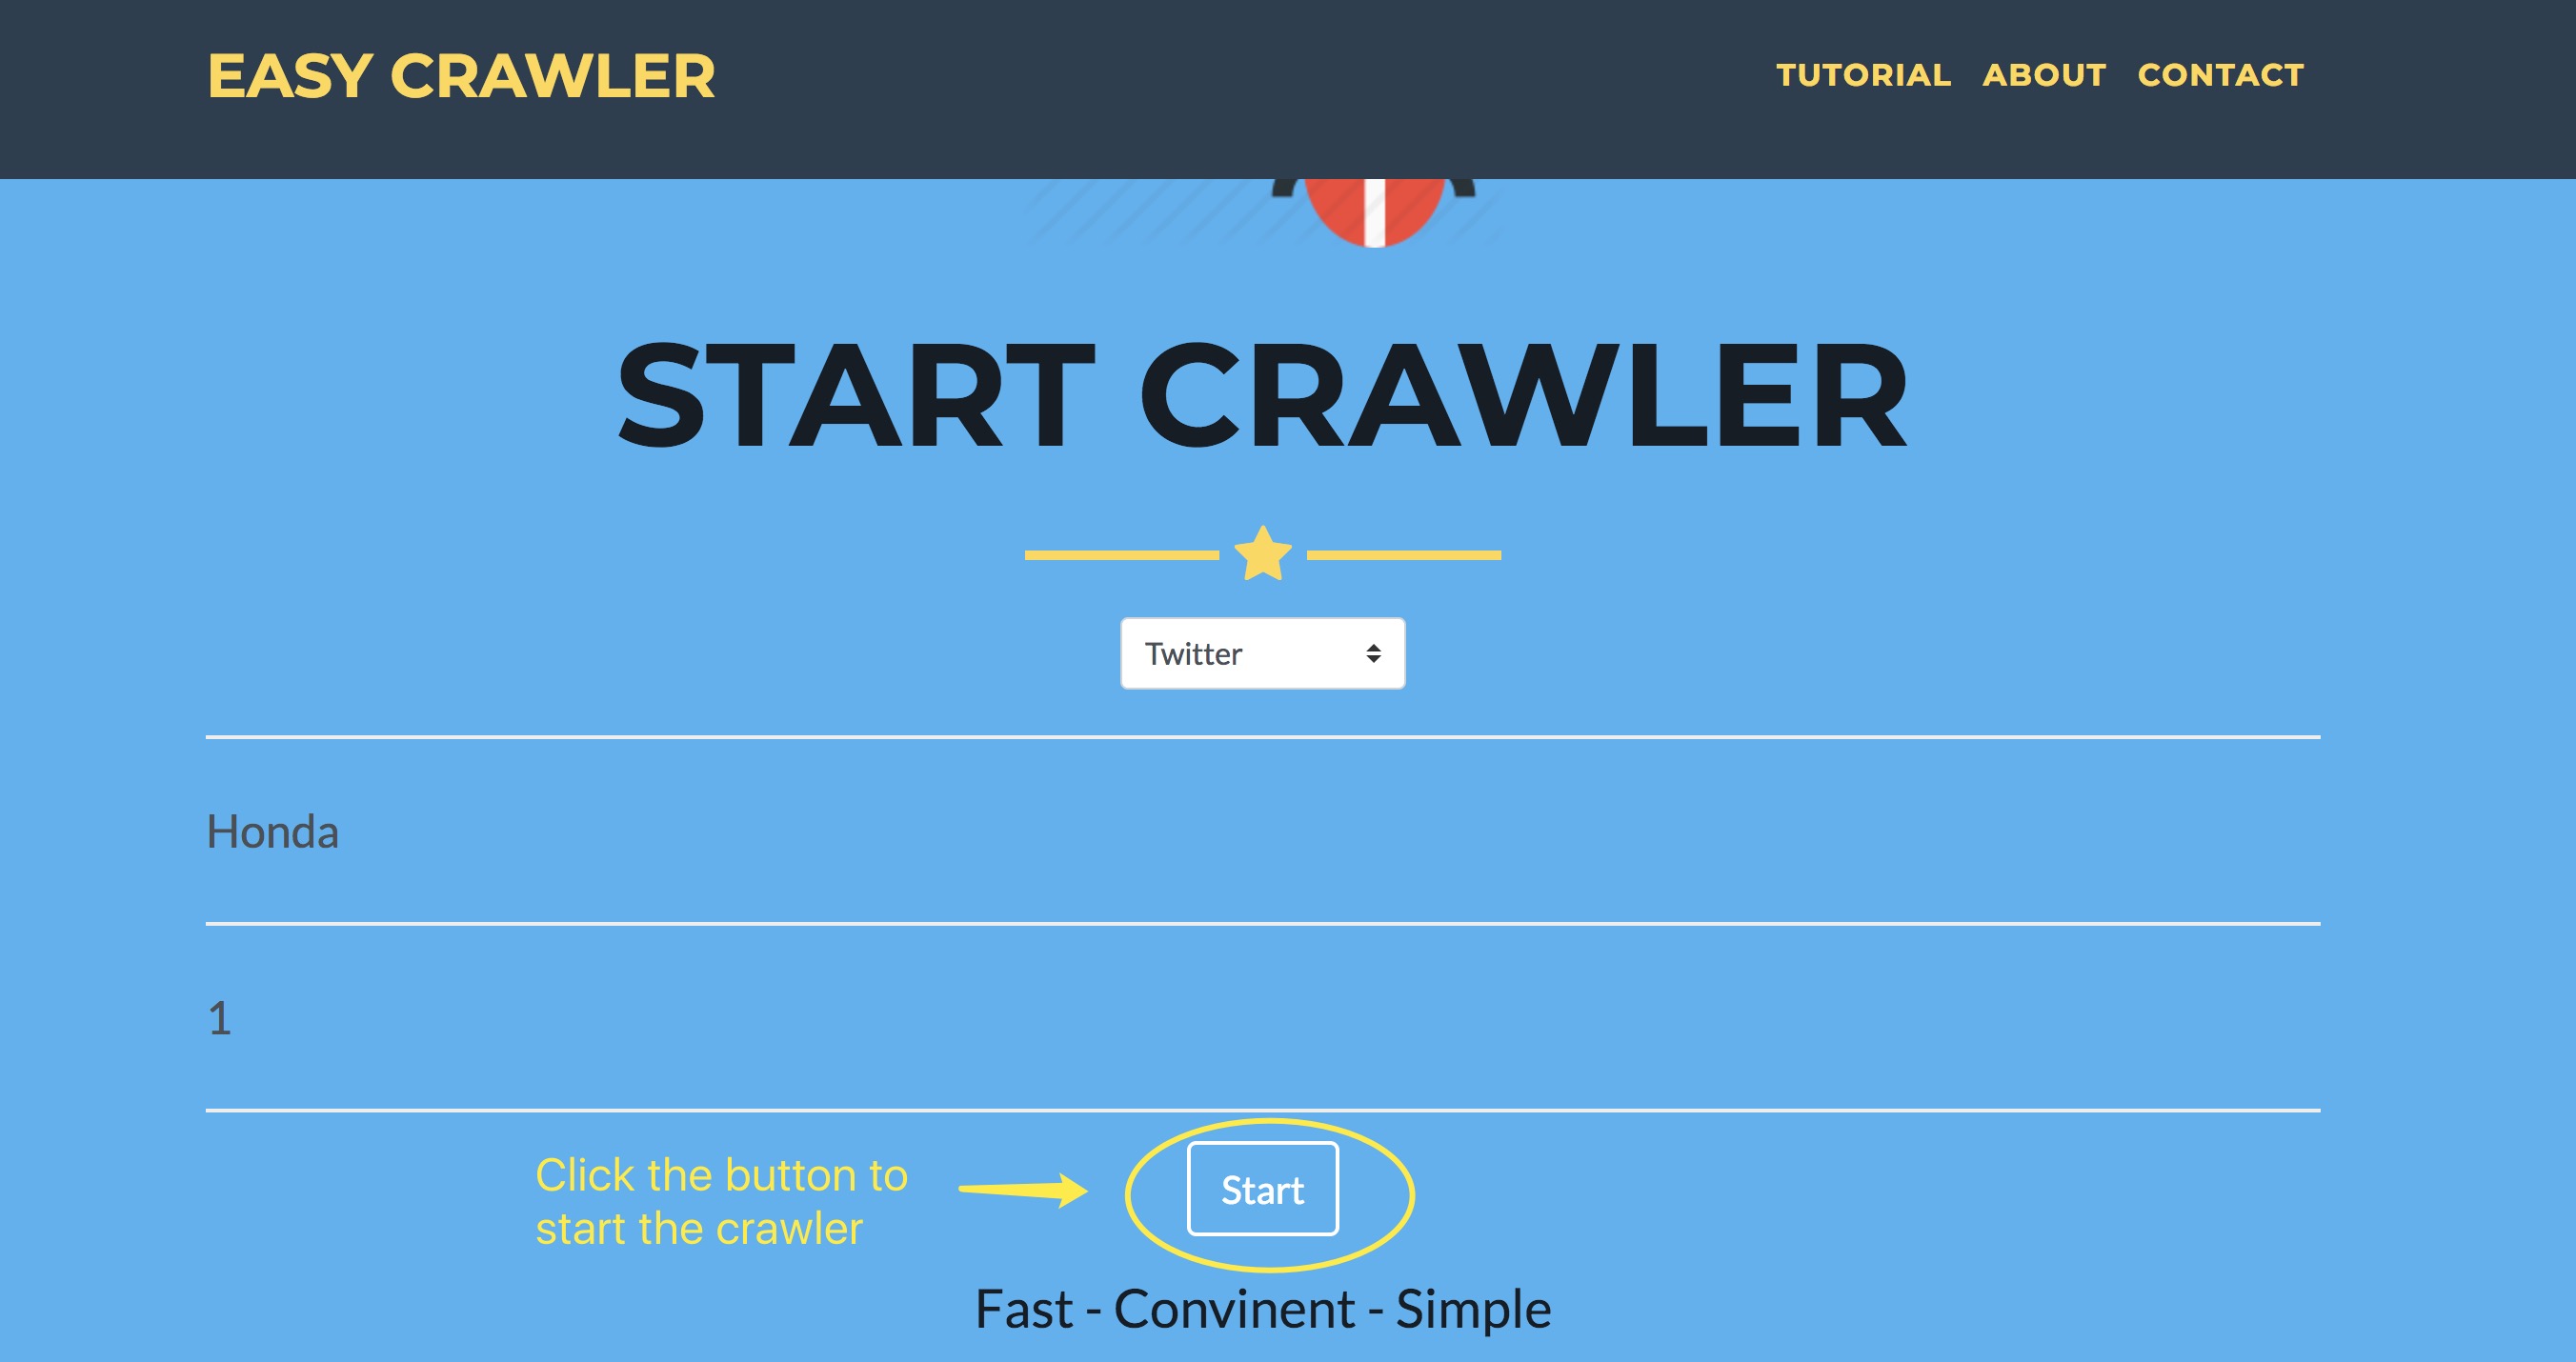 EASY CRAWLER
TUTORIAL ABOUT CONTACT
START CRAWLER
Twitter
Honda
1
Click the button to
start the crawler
Start
Fast - Convinent - Simple